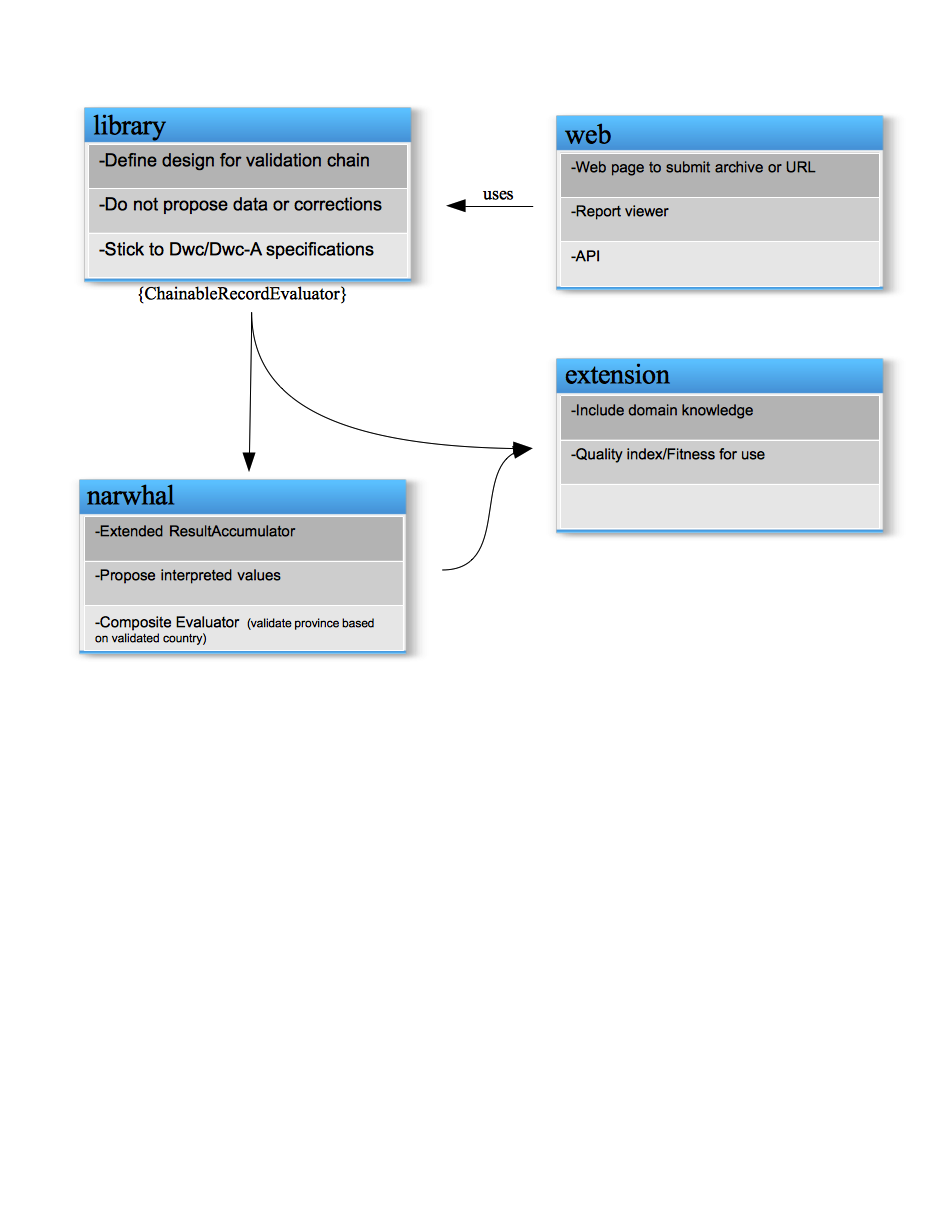 library
-Define design for validation chain
-Do not propose data or corrections
-Stick to Dwc/Dwc-A specifications
{ChainableRecordEvaluator}
uses
web
-Web page to submit archive or URL
-Report viewer
-API
extension
-Include domain knowledge
-Quality index/Fitness for use
narwhal
-Extended ResultAccumulator
-Propose interpreted values
-Composite Evaluator (validate province based
on validated country)